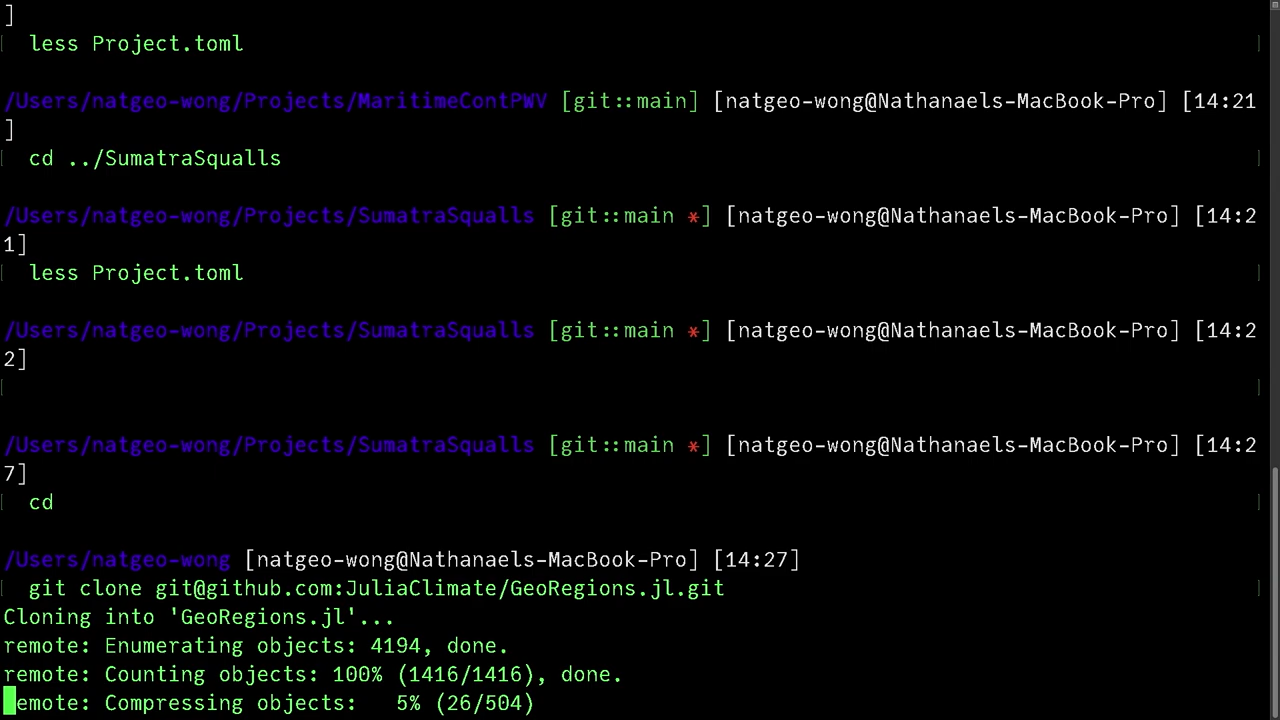 ]
less Project.toml
/Users/natgeo-wong/Projects/MaritimeContPWV [git::main] [natgeo-wong@Nathanaels-MacBook-Pro] [14:21
]
cd ../SumatraSqualls
/Users/natgeo-wong/Projects/SumatraSqualls [git::main *] [natgeo-wong@Nathanaels-MacBook-Pro] [14:2
1]
less Project.toml
/Users/natgeo-wong/Projects/SumatraSqualls [git::main *] [natgeo-wong@Nathanaels-MacBook-Pro] [14:2
2]
/Users/natgeo-wong/Projects/SumatraSqualls [git::main *] [natgeo-wong@Nathanaels-MacBook-Pro] [14:2
7]
cd
/Users/natgeo-wong [natgeo-wong@Nathanaels-MacBook-Pro] [14:27]
git clone git@github.com:JuliaClimate/GeoRegions.jl.git
Cloning into 'GeoRegions.jl'...
remote: Enumerating objects: 4194, done.
remote: Counting objects: 100% (1416/1416), done.
emote: Compressing objects:   5% (26/504)